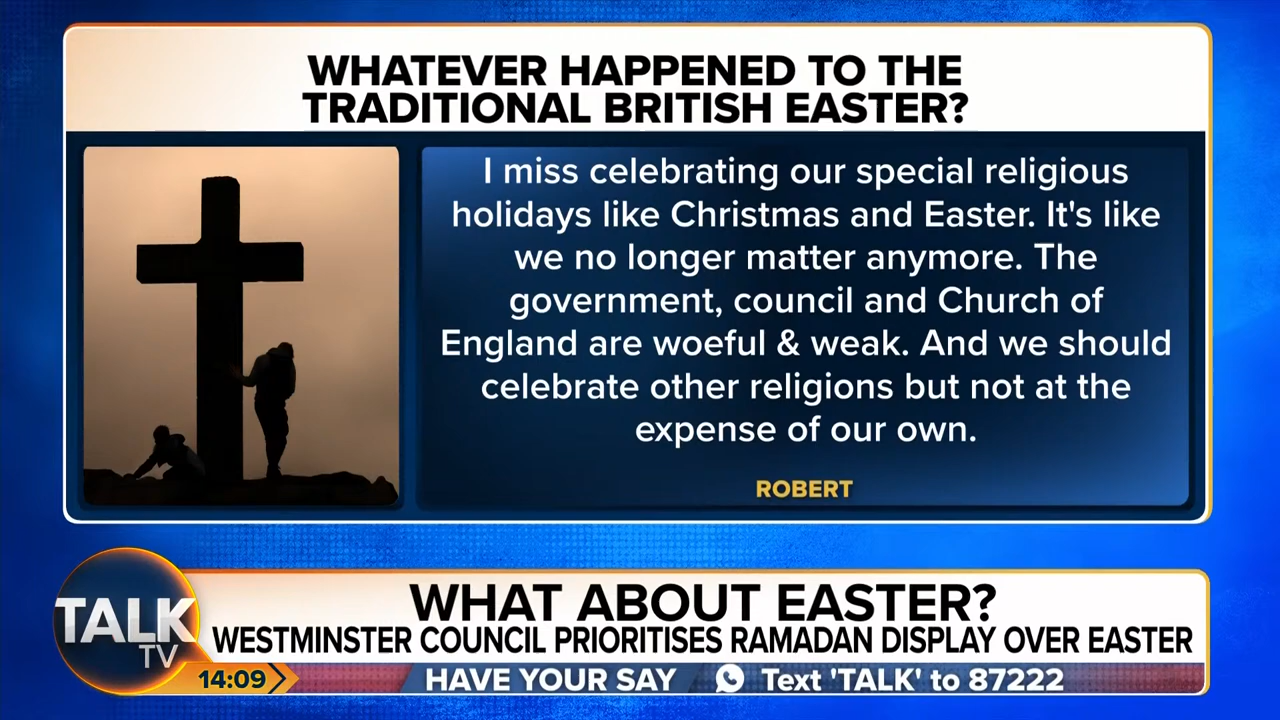 WHATEVER HAPPENED TO THE
TRADITIONAL BRITISH EASTER?
I miss celebrating our special religious
holidays like Christmas and Easter. It's like
we no longer matter anymore. The
government, council and Church of
England are woeful & weak. And we should
celebrate other religions but not at the
expense of our own.
ROBERT
WHAT ABOUT EASTER?
WESTMINSTER COUNCIL PRIORITISES RAMADAN DISPLAY OVER EASTER
TALK
TV
14:09
HAVE YOUR SAY
Text 'TALK' to 87222